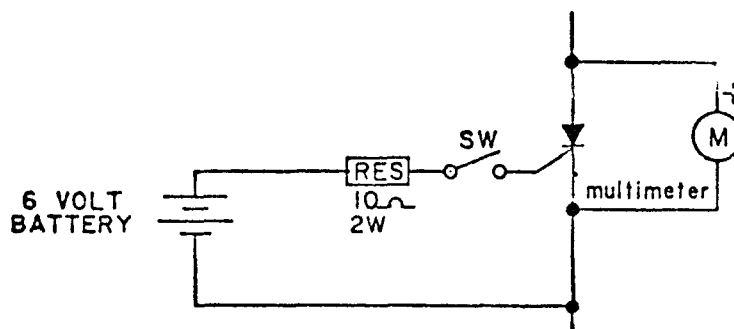 SW
RES
10Ω
2W
6 VOLT
BATTERY
multimeter
+
M